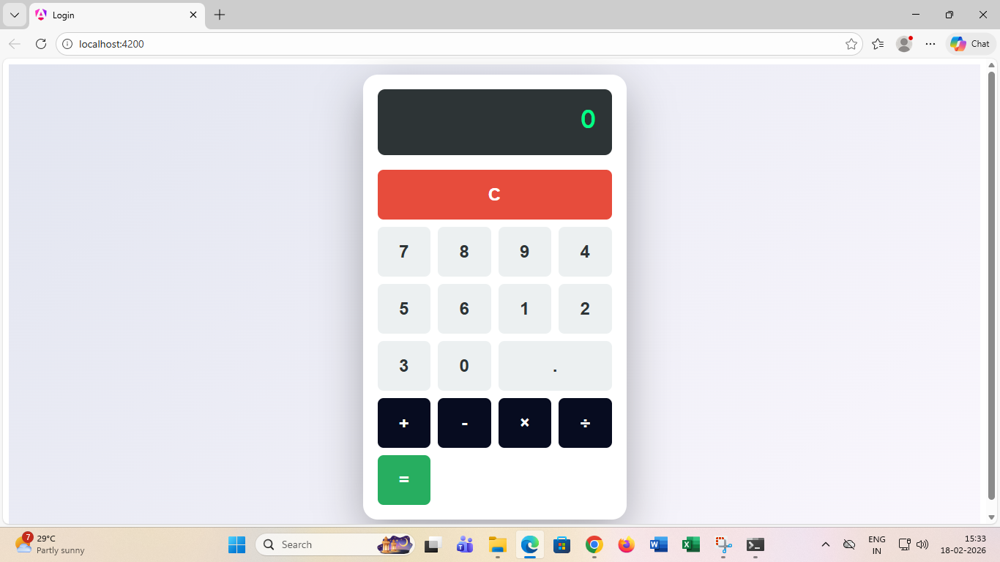 Login
localhost:4200
Chat
0
C
7 8 9 4
5 6 1 2
3 0 .
+ - × ÷
=
7
29°C
Partly sunny
Search
ENG
IN
15:33
18-02-2026